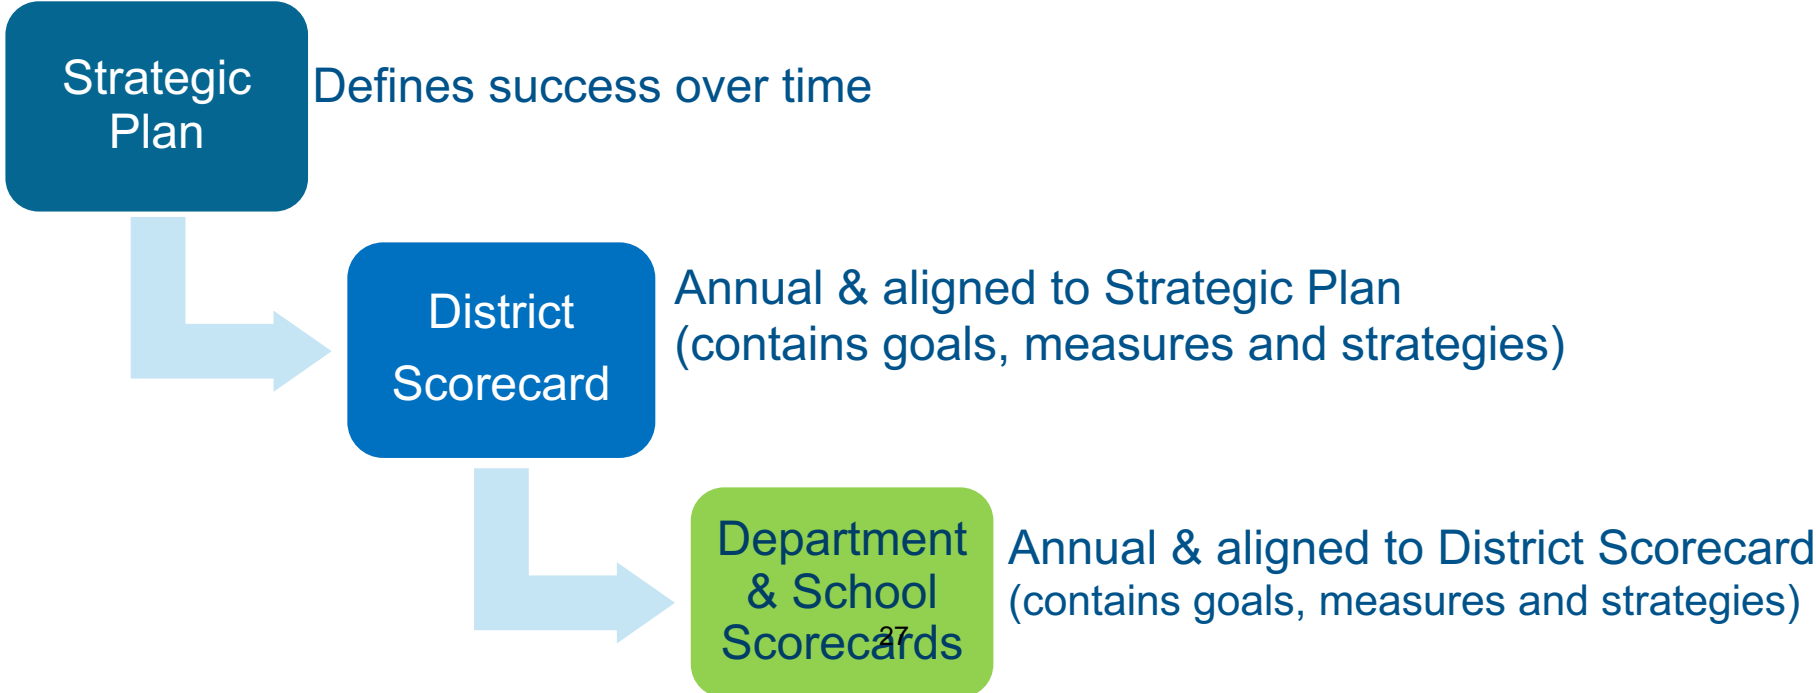 Strategic
Plan
Defines success over time
District
Scorecard
Annual & aligned to Strategic Plan
(contains goals, measures and strategies)
Department
& School
Scorecards
27
Annual & aligned to District Scorecard
(contains goals, measures and strategies)